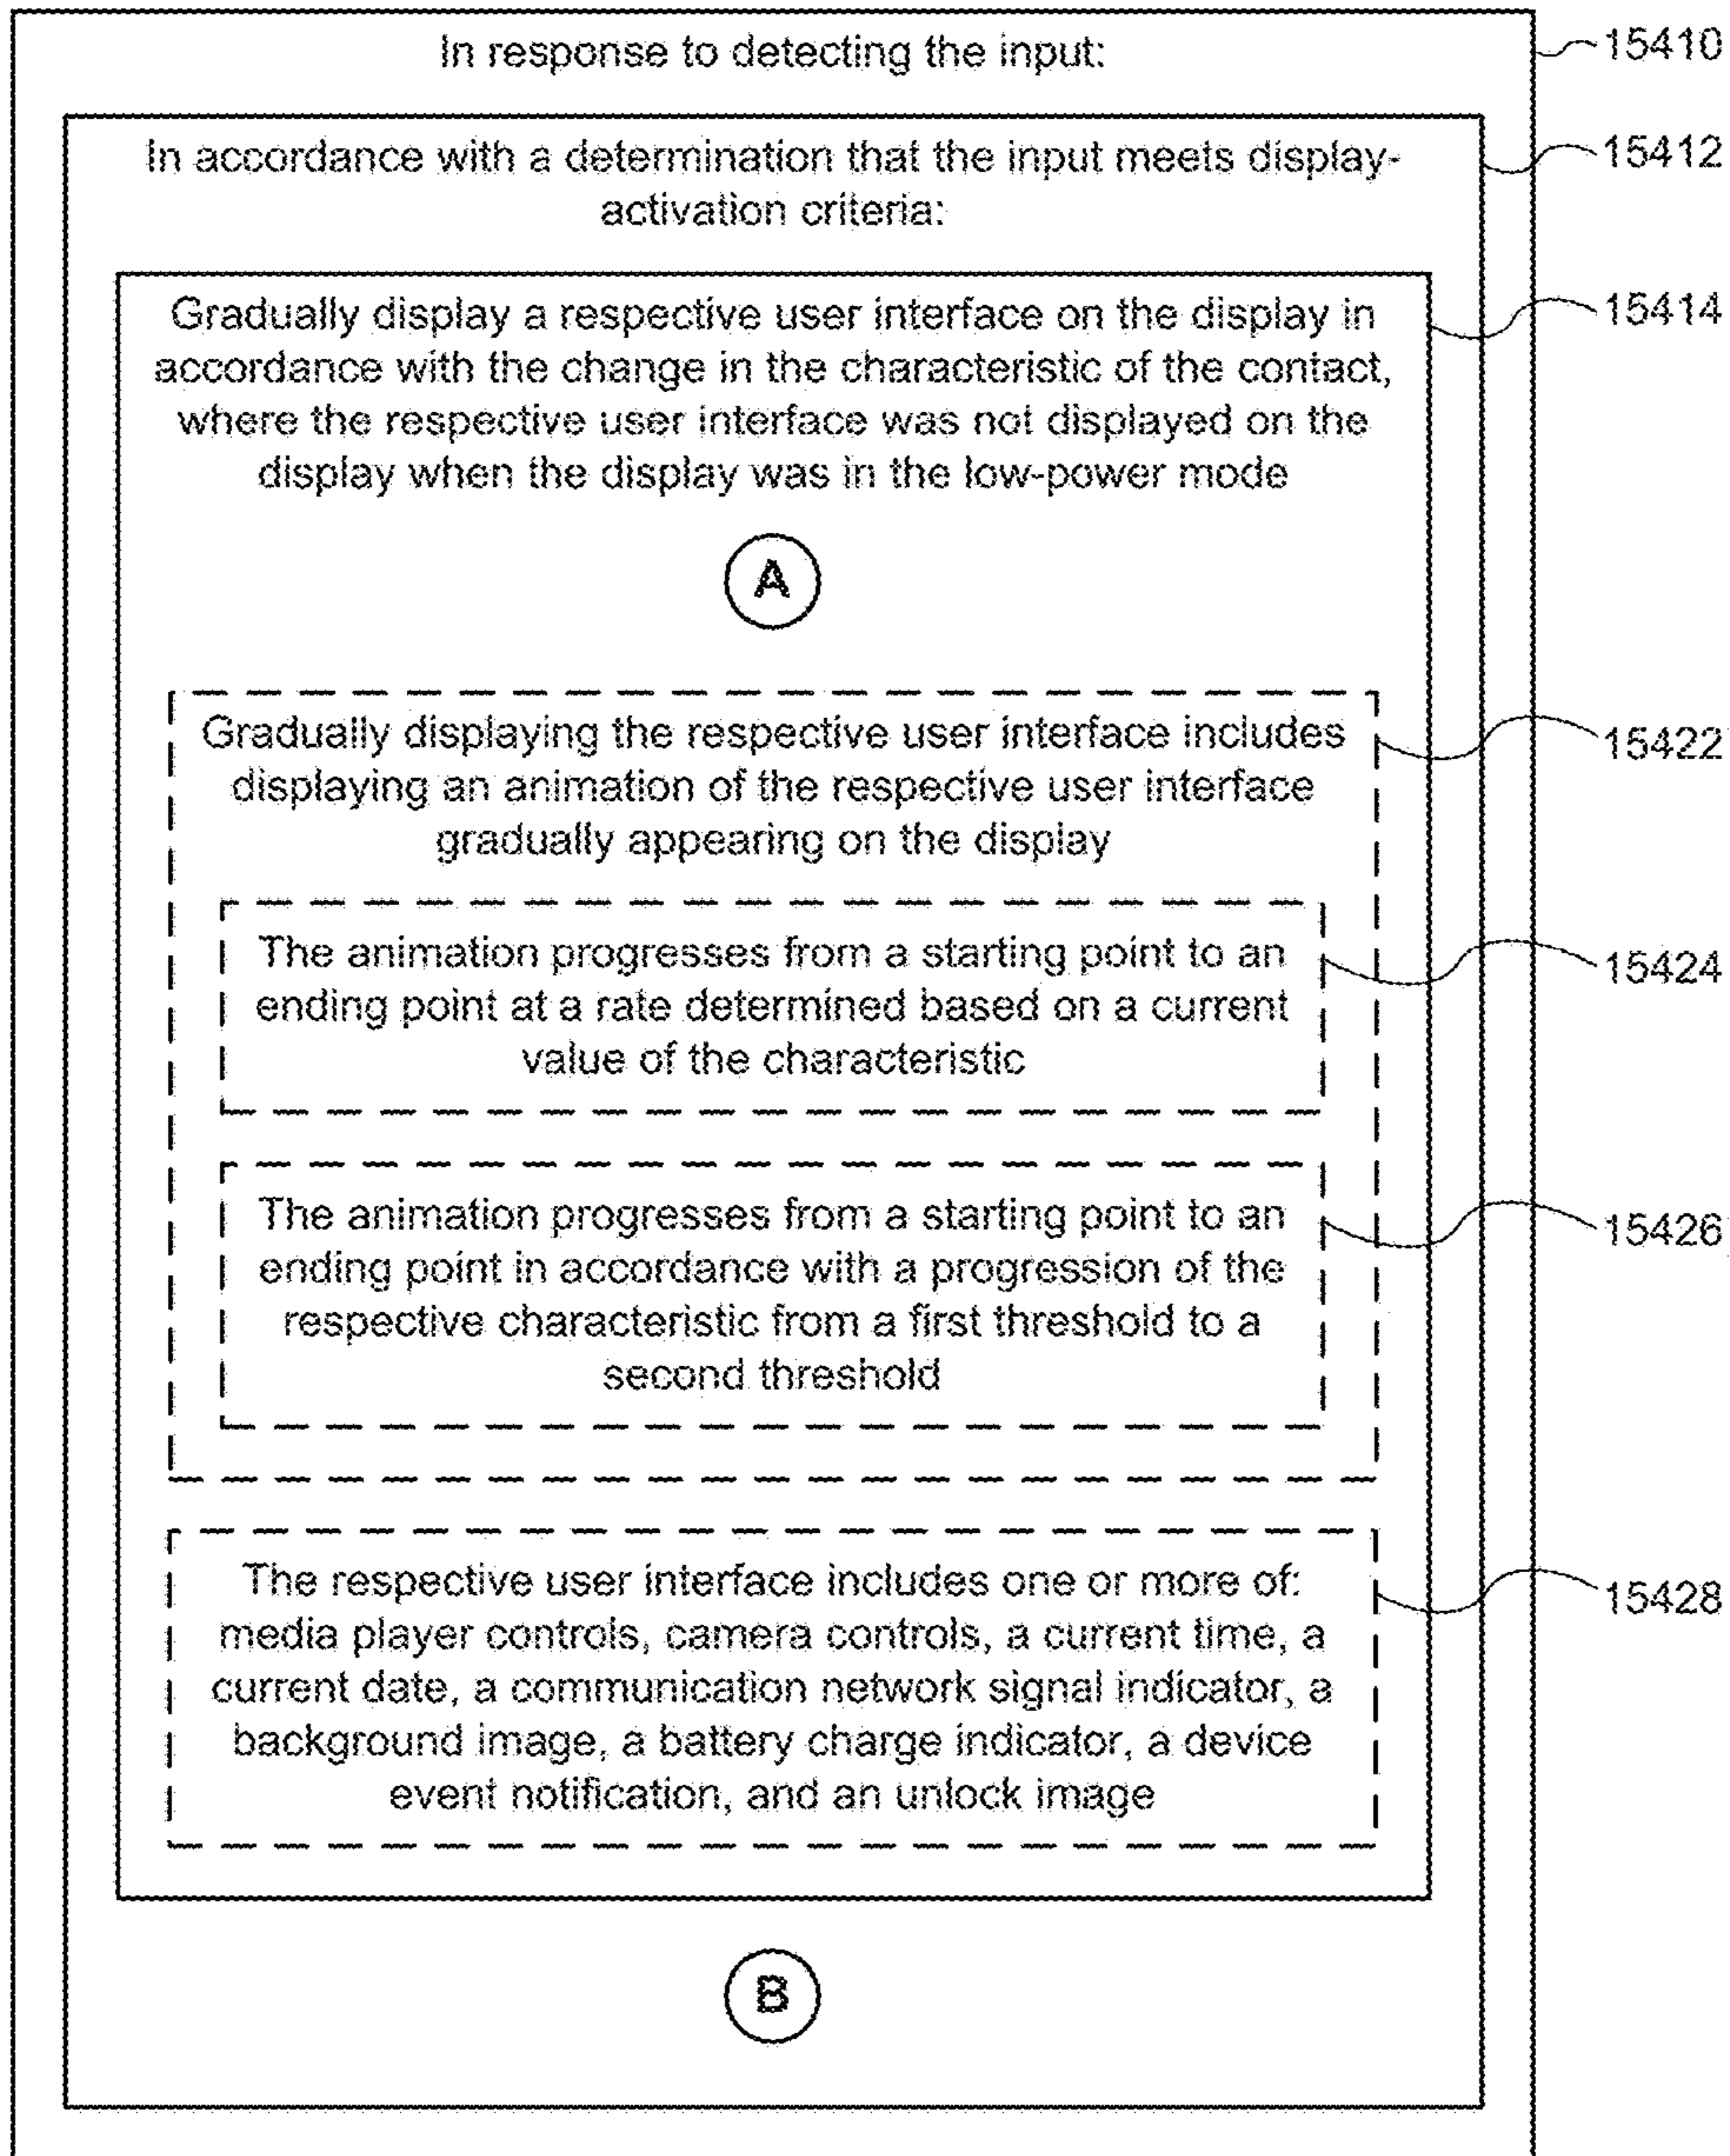 In response to detecting the input:
15410
In accordance with a determination that the input meets display-
activation criteria:
15412
Gradually display a respective user interface on the display in
accordance with the change in the characteristic of the contact,
where the respective user interface was not displayed on the
display when the display was in the low-power mode
15414
A
Gradually displaying the respective user interface includes
displaying an animation of the respective user interface
gradually appearing on the display
15422
The animation progresses from a starting point to an
ending point at a rate determined based on a current
value of the characteristic
15424
The animation progresses from a starting point to an
ending point in accordance with a progression of the
respective characteristic from a first threshold to a
second threshold
15426
The respective user interface includes one or more of:
media player controls, camera controls, a current time, a
current date, a communication network signal indicator, a
background image, a battery charge indicator, a device
event notification, and an unlock image
15428
B